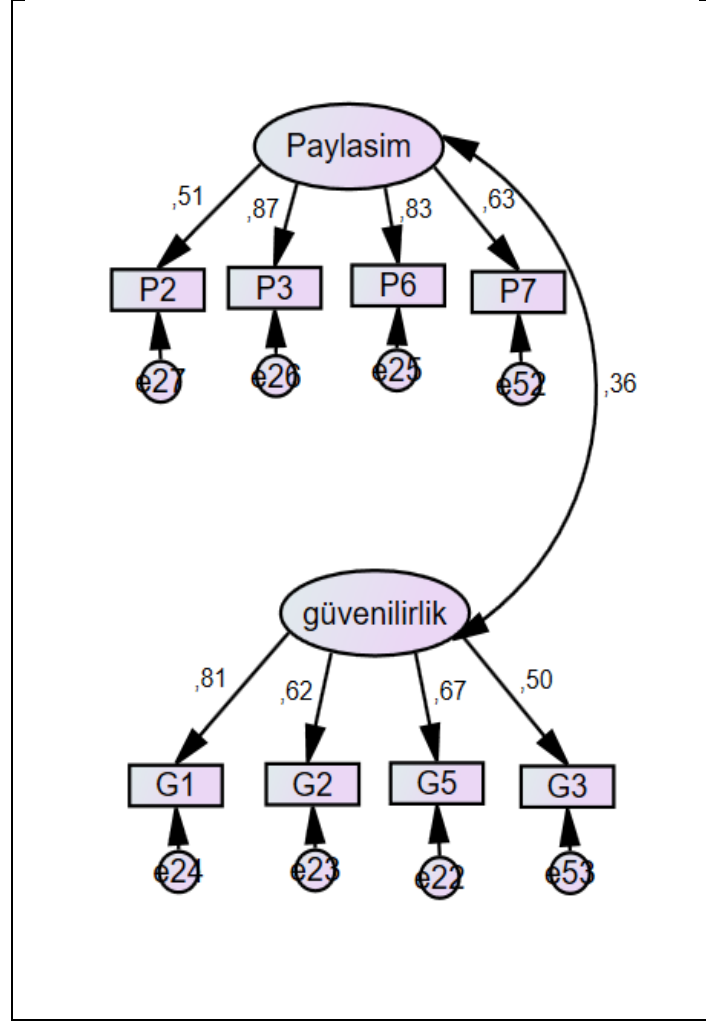 Paylasim
,51
,87
,83
,63
P2
P3
P6
P7
e27
e26
e25
e52
,36
güvenilirlik
,81
,62
,67
,50
G1
G2
G5
G3
e24
e23
e22
e53